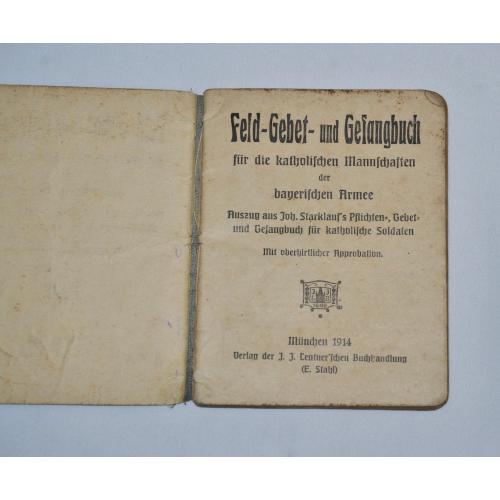 Feld-Gebet- und Gesangbuch
für die katholischen Mannschaften
der
bayerischen Armee
Auszug aus Joh. Starklauf's Pflichten-, Gebet-
und Gesangbuch für katholische Soldaten
Mit oberhirtlicher Approbation.
München 1914
Verlag der J. J. Lentner'schen Buchhandlung
(E. Stahl)